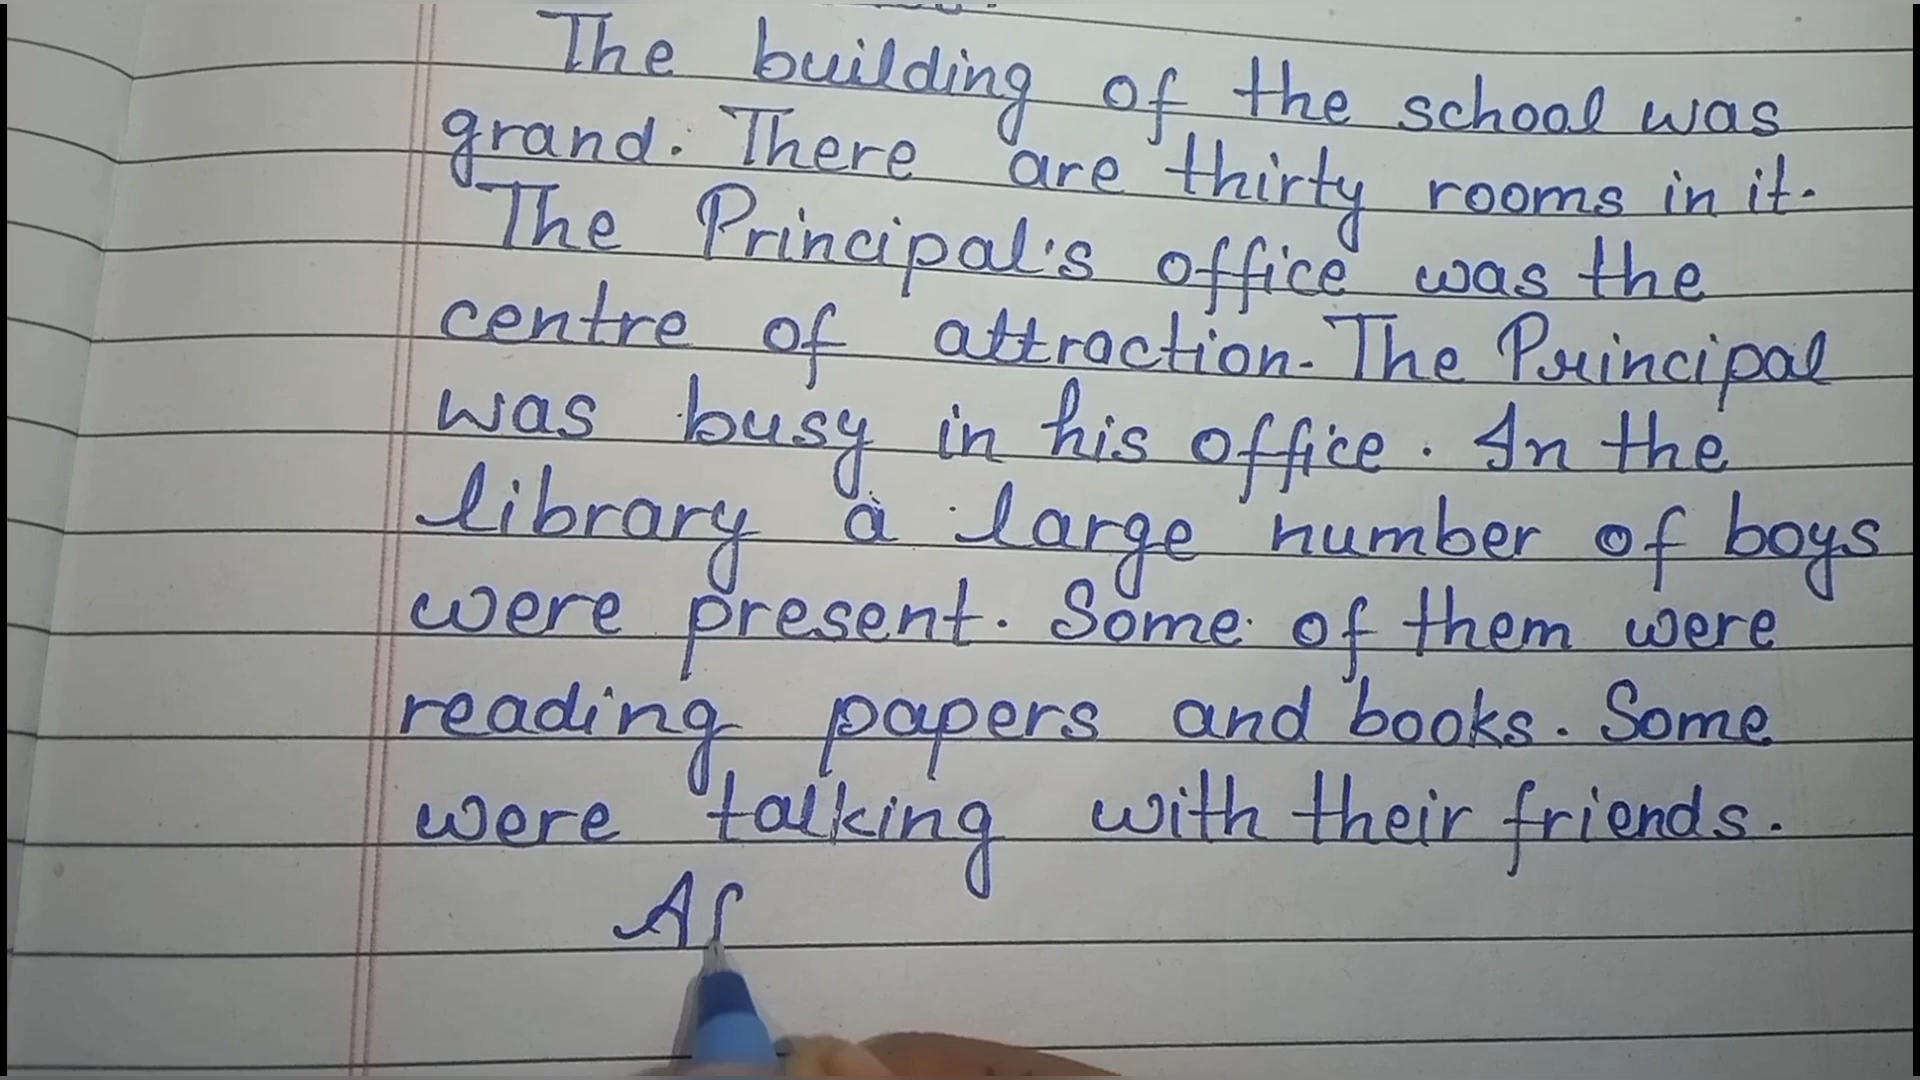 The building of the school was
grand. There are thirty rooms in it.
The Principal's office was the
centre of attraction. The Principal
was busy in his office. In the
library a large number of boys
were present. Some of them were
reading papers and books. Some
were talking with their friends.
Af